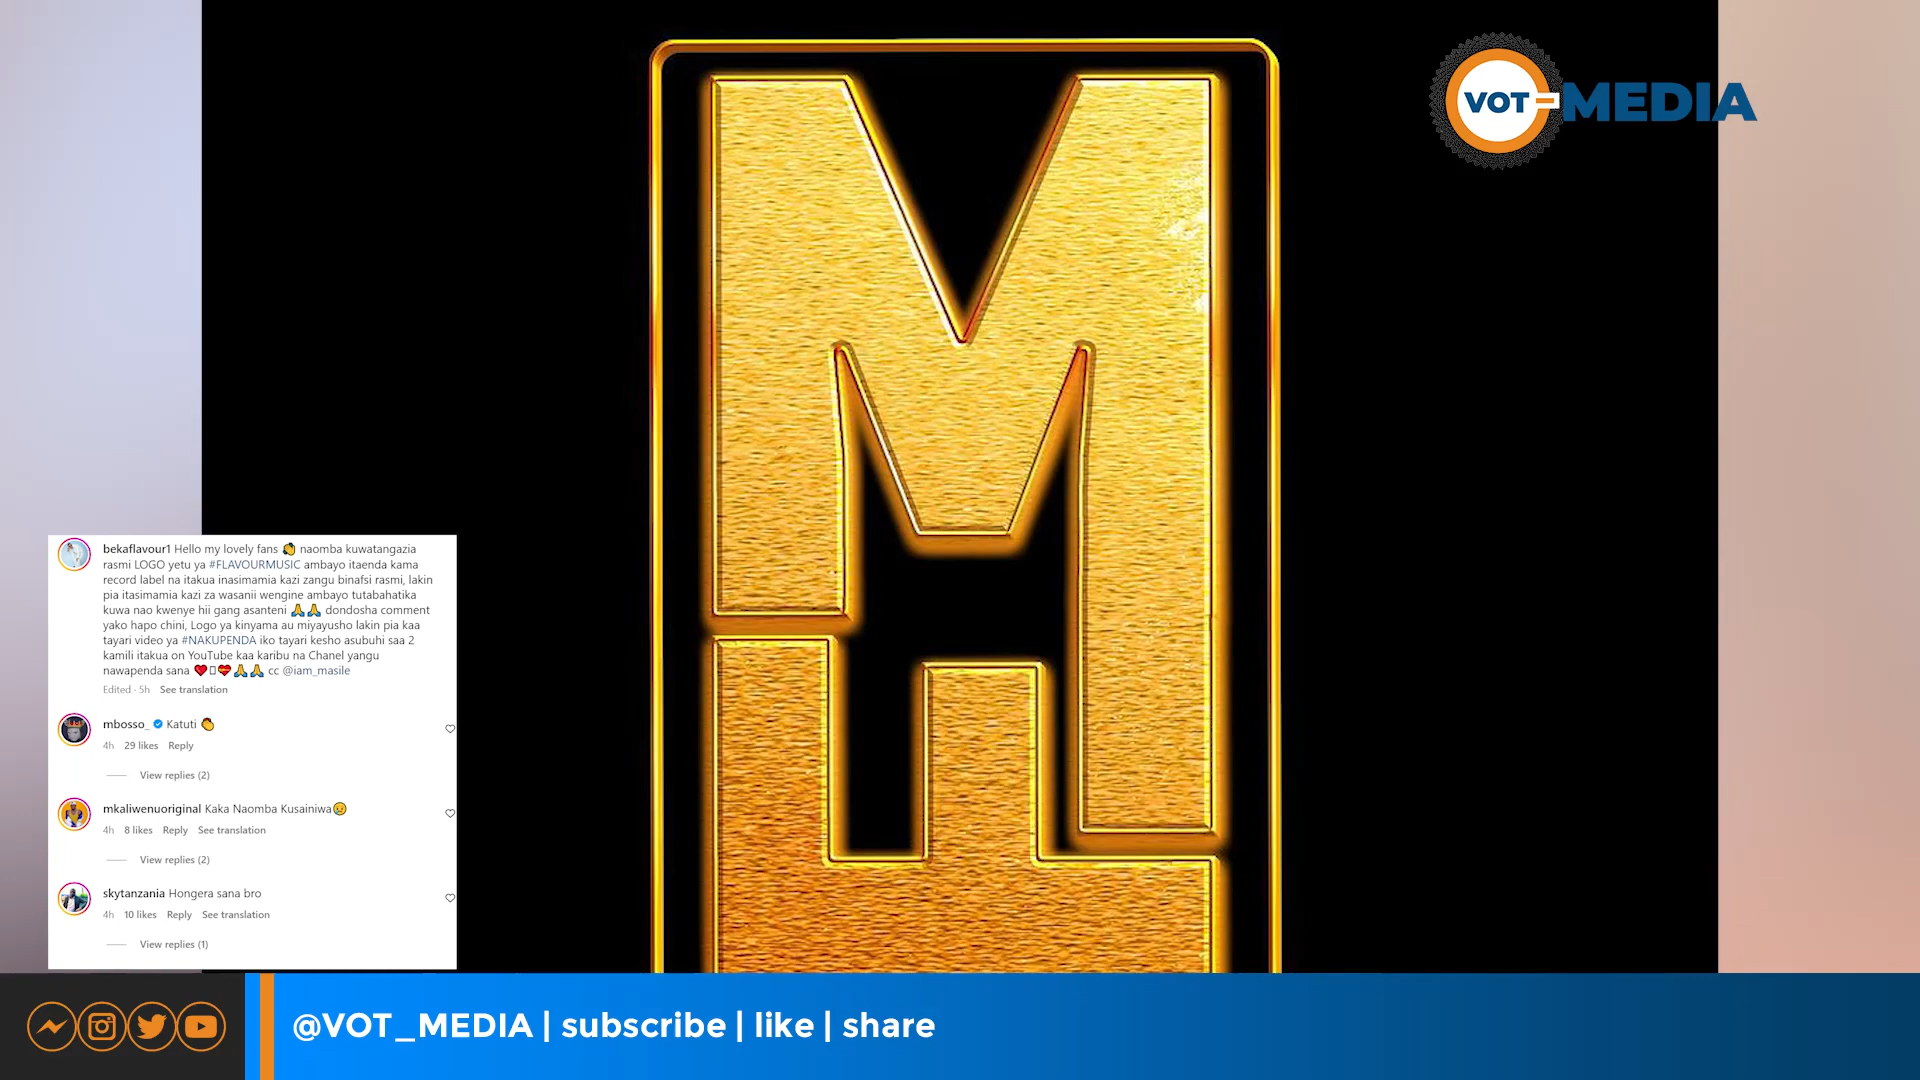 VOT-MEDIA
bekaflavour1 Hello my lovely fans 👏 naomba kuwatangazia
rasmi LOGO yetu ya #FLAVOURMUSIC ambayo itaenda kama
record label na itakua inasimamia kazi zangu binafsi rasmi, lakin
pia itasimamia kazi za wasanii wengine ambayo tutabahatika
kuwa nao kwenye hii gang asanteni 🙏🙏 dondosha comment
yako hapo chini, Logo ya kinyama au miyayusho lakin pia kaa
tayari video ya #NAKUPENDA iko tayari kesho asubuhi saa 2
kamili itakua on YouTube kaa karibu na Chanel yangu
nawapenda sana ❤️▯💝🙏🙏 cc @iam_masile
Edited · 5h See translation
mbosso_ Katuti 👏
4h 29 likes Reply
View replies (2)
mkaliwenuoriginal Kaka Naomba Kusainiwa😥
4h 8 likes Reply See translation
View replies (2)
skytanzania Hongera sana bro
4h 10 likes Reply See translation
View replies (1)
@VOT_MEDIA | subscribe | like | share